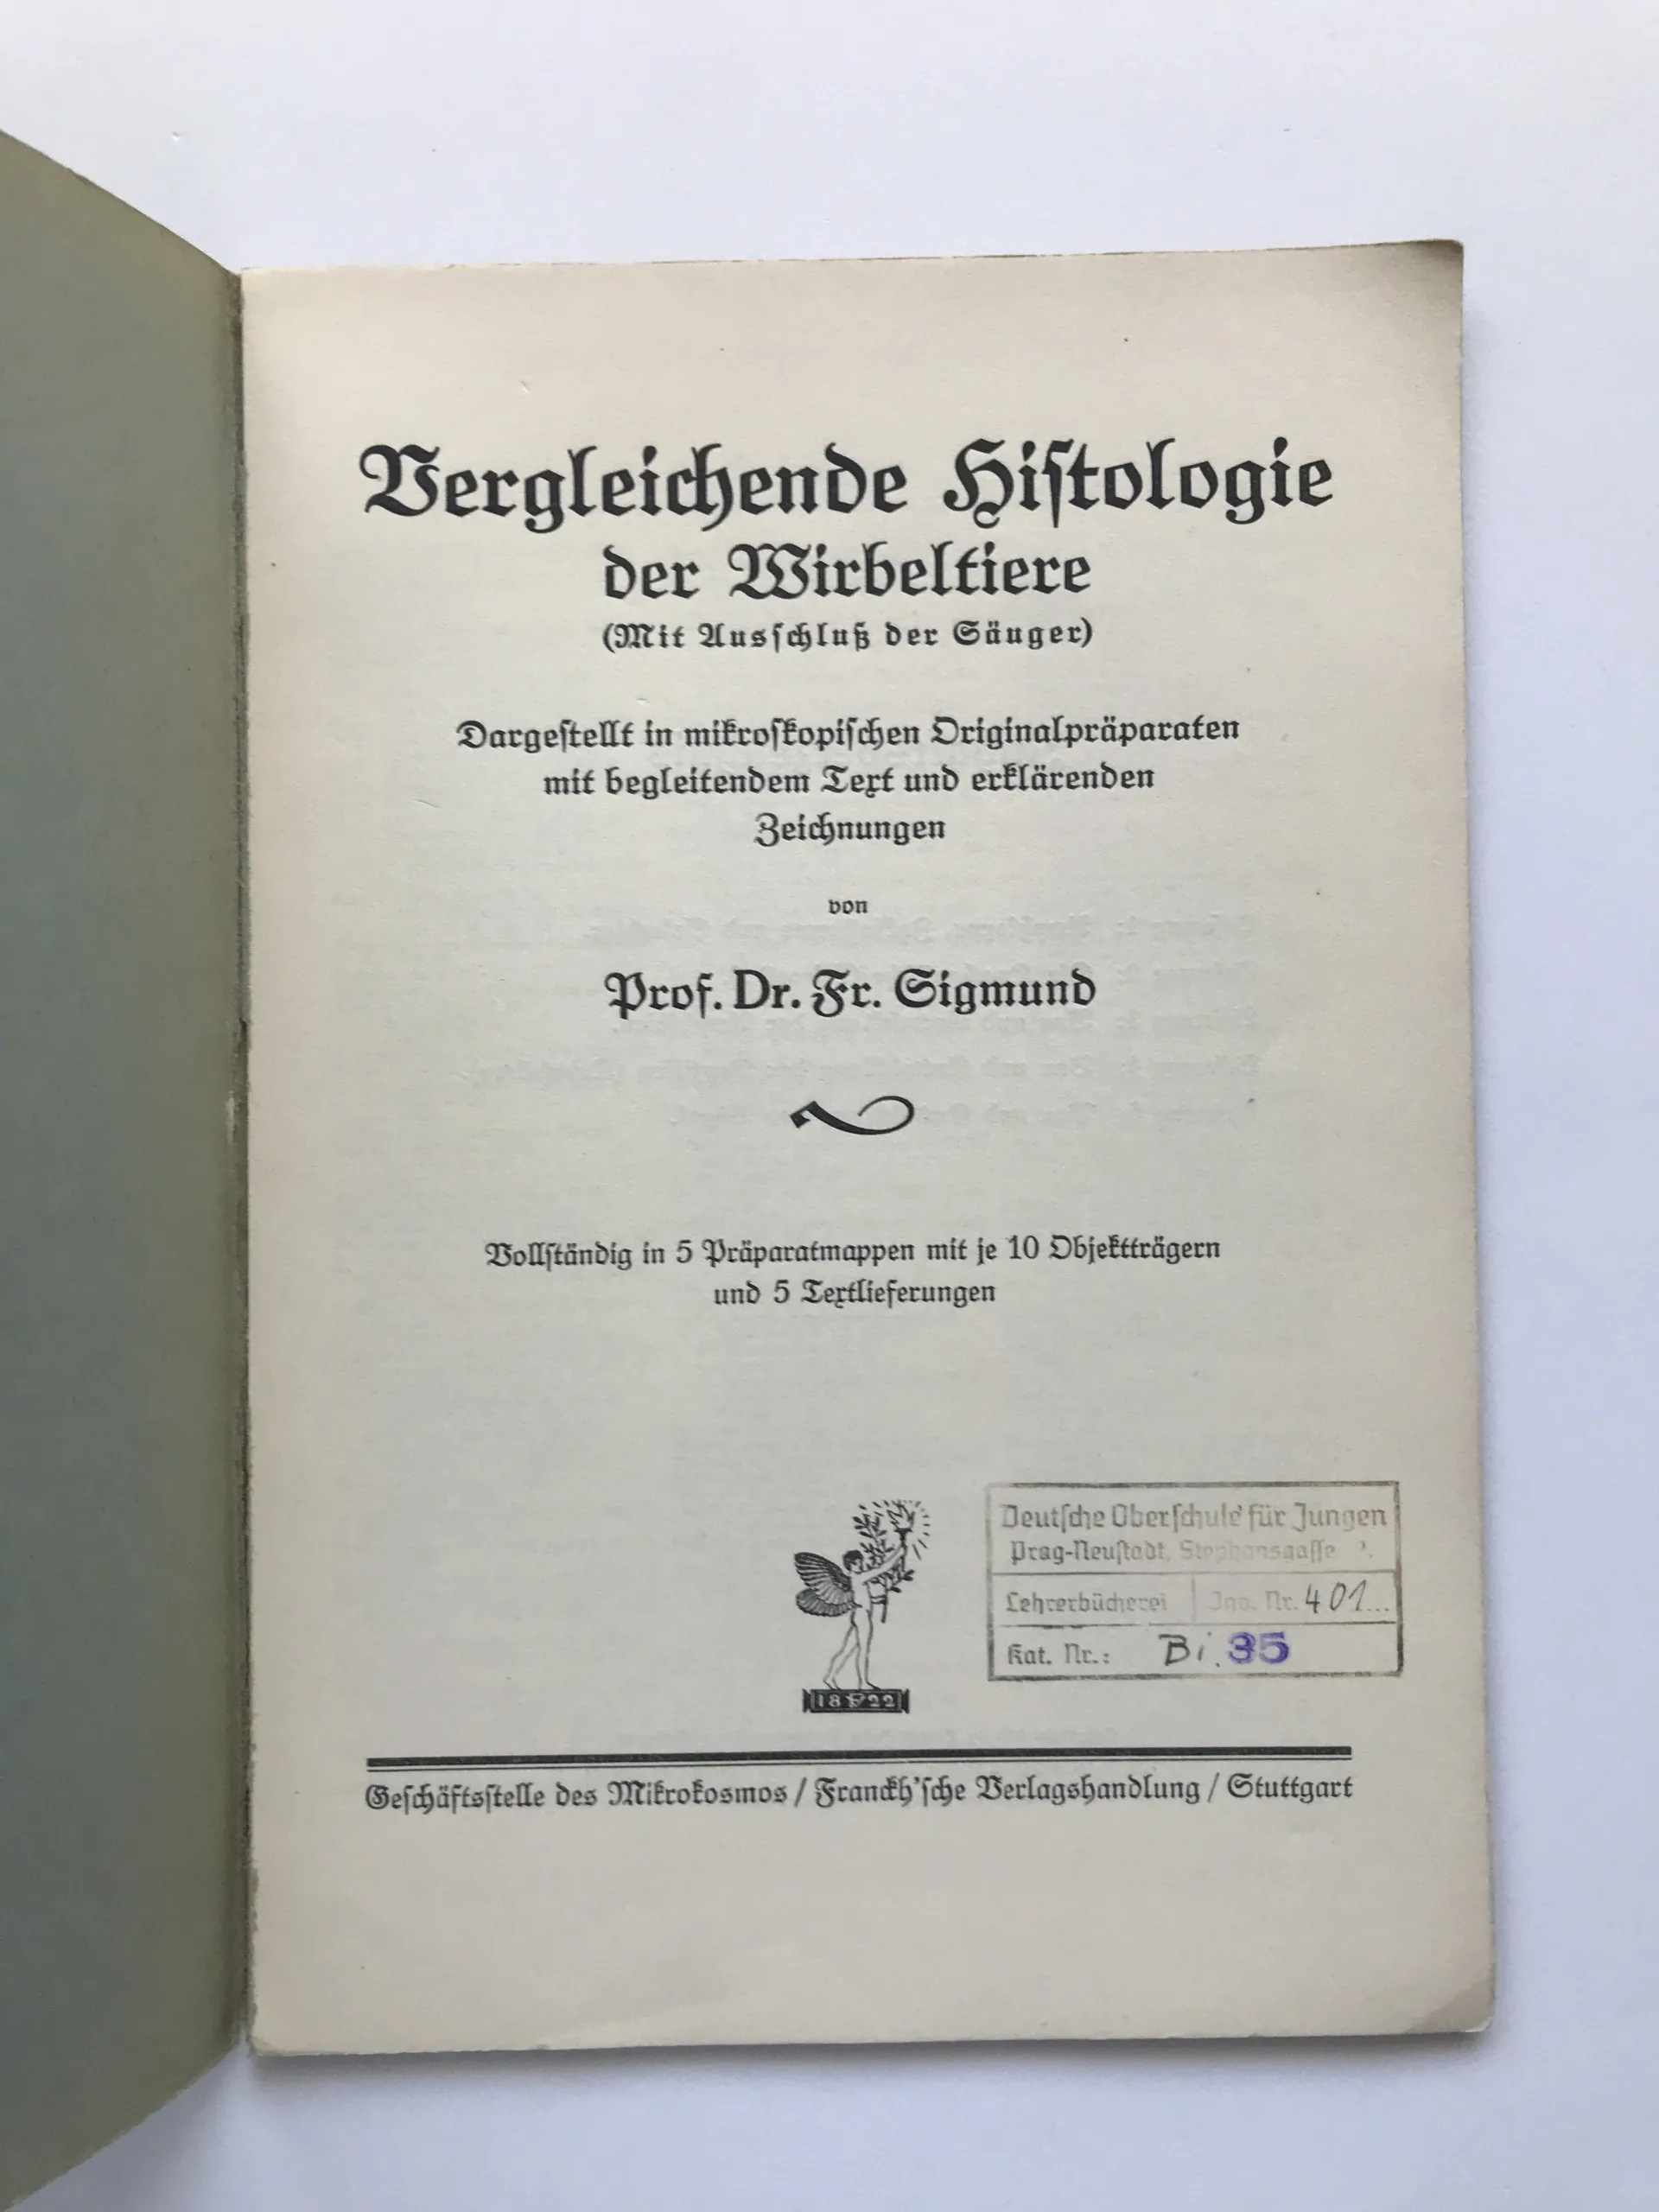 Vergleichende Hiſtologie
der Wirbeltiere
(Mit Ausſchluß der Säuger)
Dargeſtellt in mikroſkopiſchen Originalpräparaten
mit begleitendem Text und erklärenden
Zeichnungen
von
Prof. Dr. Fr. Sigmund
Vollſtändig in 5 Präparatmappen mit je 10 Objektträgern
und 5 Textlieferungen
Deutſche Oberſchule für Jungen
Prag-Neuſtadt, Stephansgaſſe
Lehrerbücherei Inv. Nr. 401...
Kat. Nr.: Bi. 35
18 22
Geſchäftsſtelle des Mikrokosmos / Franckh'ſche Verlagshandlung / Stuttgart